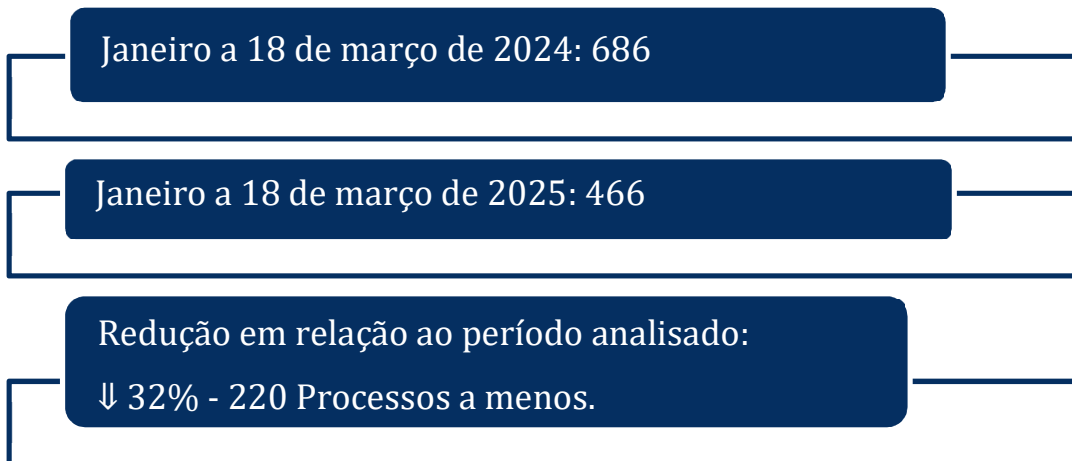 Janeiro a 18 de março de 2024: 686
Janeiro a 18 de março de 2025: 466
Redução em relação ao período analisado:
⇓ 32% - 220 Processos a menos.